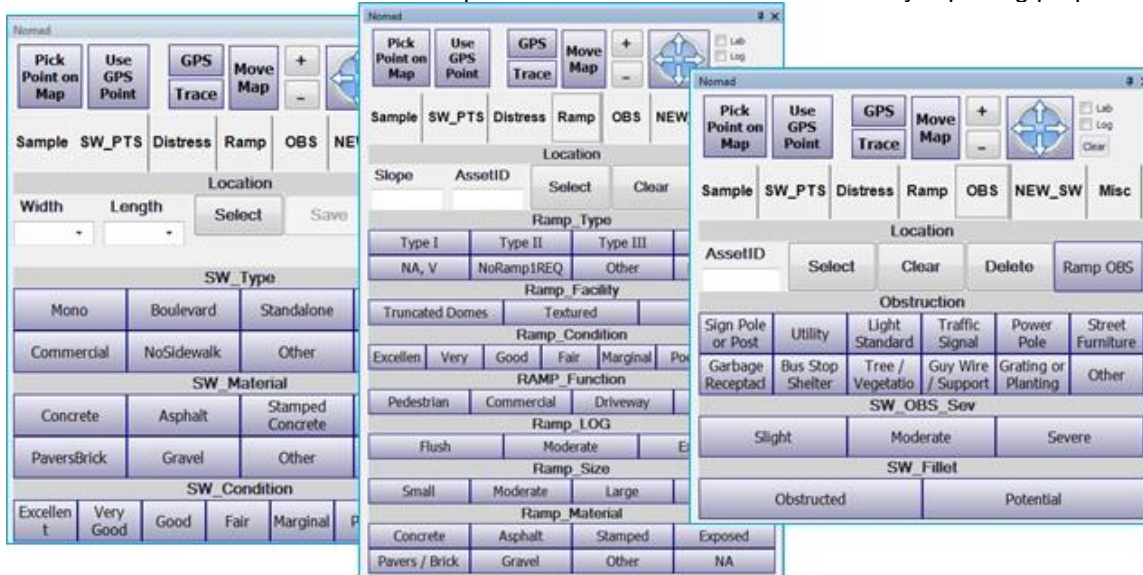 Nomad
Pick Point on Map
Use GPS Point
GPS
Trace
Move Map
+
-
Sample SW_PTS Distress Ramp OBS
Location
Width Length Select Save
SW_Type
Mono Boulevard Standalone
Commercial NoSidewalk Other
SW_Material
Concrete Asphalt Stamped Concrete
PaversBrick Gravel Other
SW_Condition
Excellent Very Good Good Fair Marginal
Nomad
Pick Point on Map
Use GPS Point
GPS
Trace
Move Map
+
-
Lab
Log
Sample SW_PTS Distress Ramp OBS
Location
Slope AssetID Select Clear
Ramp_Type
Type I Type II Type III
NA, V NoRamp1REQ Other
Ramp_Facility
Truncated Domes Textured
Ramp_Condition
Excellen Very Good Fair Marginal
RAMP_Function
Pedestrian Commercial Driveway
Ramp_LOG
Flush Moderate
Ramp_Size
Small Moderate Large
Ramp_Material
Concrete Asphalt Stamped Exposed
Pavers / Brick Gravel Other NA
Nomad
Pick Point on Map
Use GPS Point
GPS
Trace
Move Map
+
-
Lab
Log
Clear
Sample SW_PTS Distress Ramp OBS NEW_SW Misc
Location
AssetID Select Clear Delete Ramp OBS
Obstruction
Sign Pole or Post Utility Light Standard Traffic Signal Power Pole Street Furniture
Garbage Receptacl Bus Stop Shelter Tree / Vegetatio Guy Wire / Support Grating or Planting Other
SW_OBS_Sev
Slight Moderate Severe
SW_Fillet
Obstructed Potential